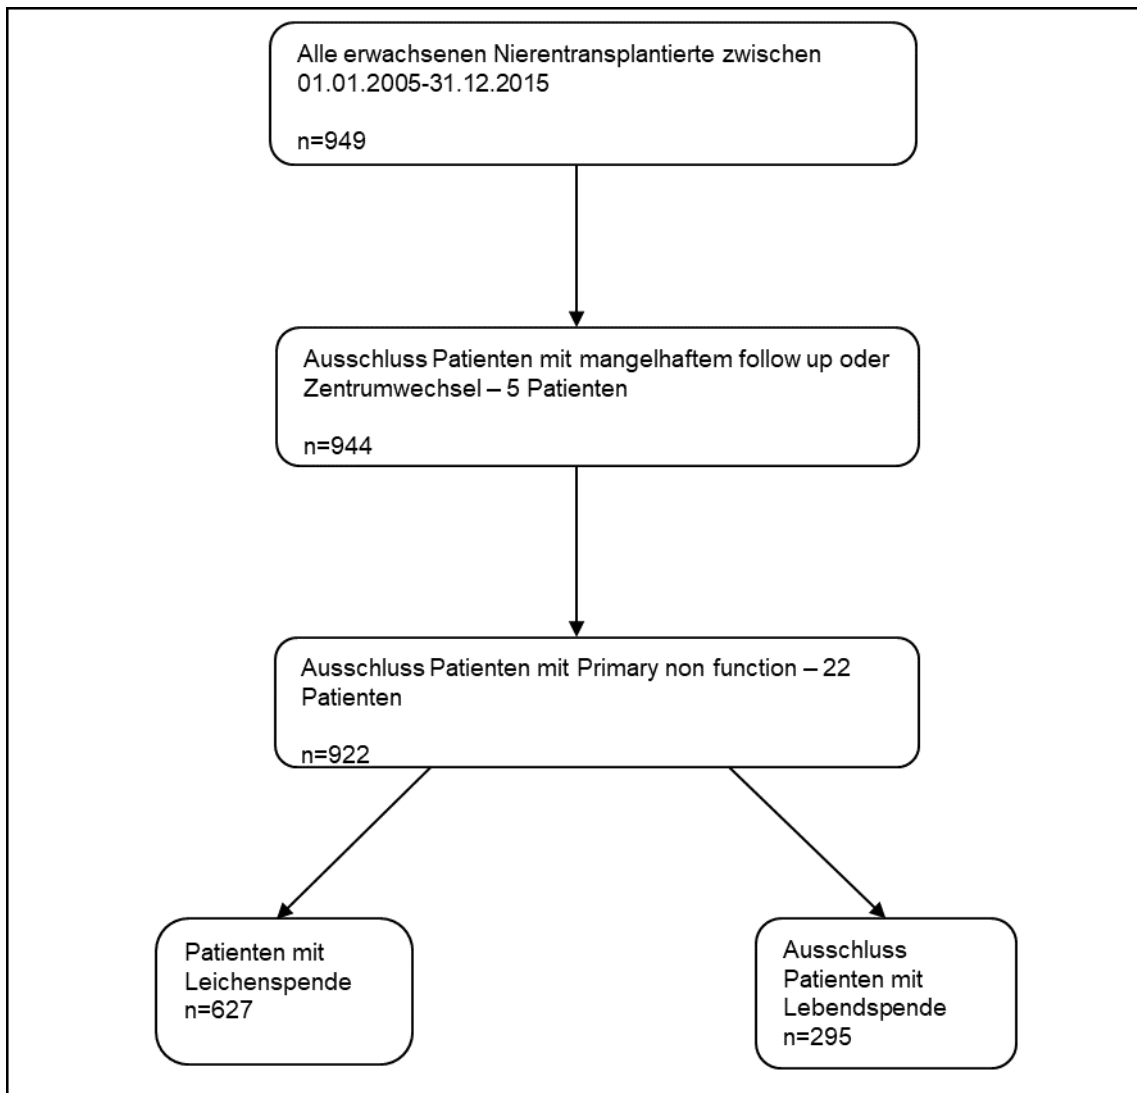 Alle erwachsenen Nierentransplantierte zwischen
01.01.2005-31.12.2015
n=949
Ausschluss Patienten mit mangelhaftem follow up oder
Zentrumwechsel – 5 Patienten
n=944
Ausschluss Patienten mit Primary non function – 22
Patienten
n=922
Patienten mit
Leichenspende
n=627
Ausschluss
Patienten mit
Lebendspende
n=295